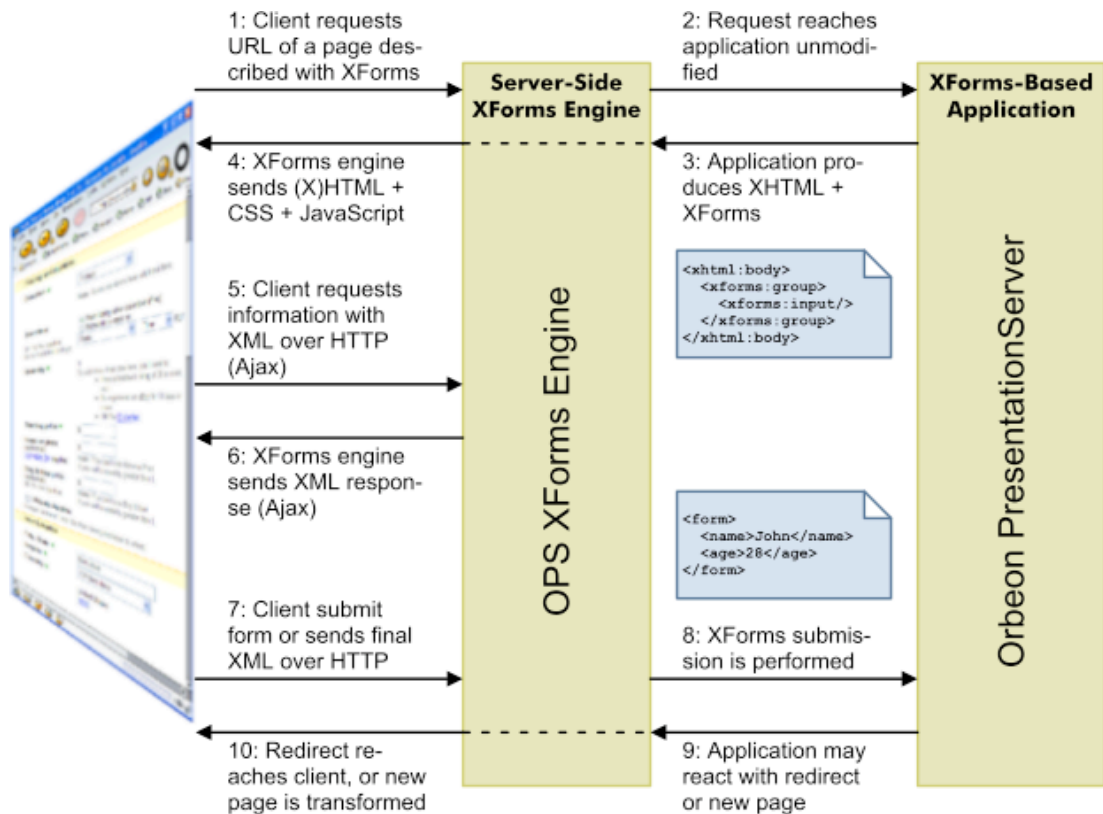 1: Client requests
URL of a page des-
cribed with XForms
2: Request reaches
application unmodi-
fied
Server-Side
XForms Engine
XForms-Based
Application
4: XForms engine
sends (X)HTML +
CSS + JavaScript
3: Application pro-
duces XHTML +
XForms
<xhtml:body>
<xforms:group>
<xforms:input/>
</xforms:group>
</xhtml:body>
5: Client requests
information with
XML over HTTP
(Ajax)
OPS XForms Engine
Orbeon PresentationServer
6: XForms engine
sends XML respon-
se (Ajax)
<form>
<name>John</name>
<age>28</age>
</form>
7: Client submit
form or sends final
XML over HTTP
8: XForms submis-
sion is performed
10: Redirect re-
aches client, or new
page is transformed
9: Application may
react with redirect
or new page